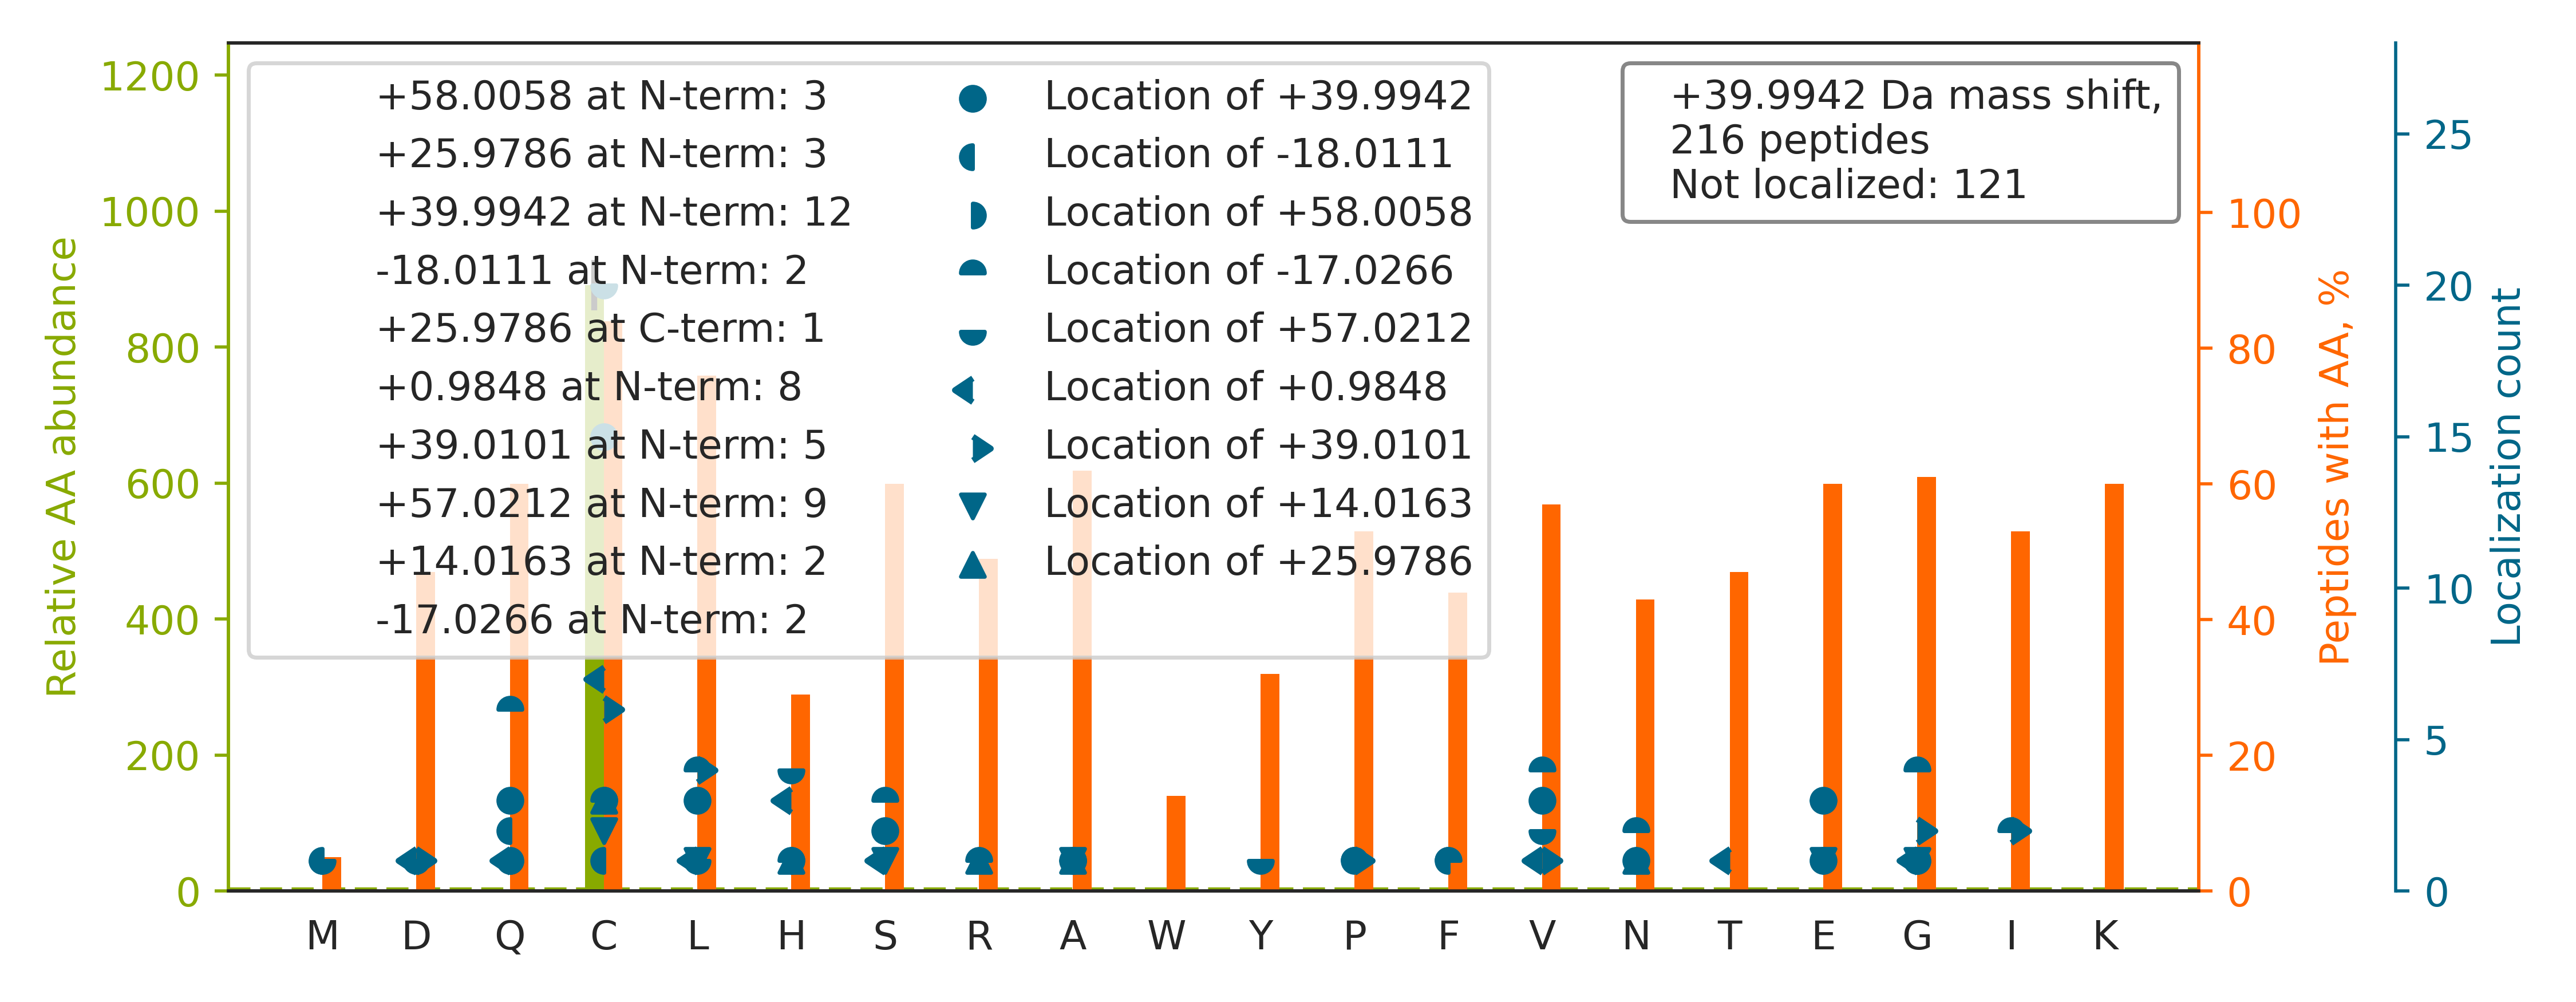 1200
1000
800
600
400
200
0
Relative AA abundance
+58.0058 at N-term: 3
+25.9786 at N-term: 3
+39.9942 at N-term: 12
-18.0111 at N-term: 2
+25.9786 at C-term: 1
+0.9848 at N-term: 8
+39.0101 at N-term: 5
+57.0212 at N-term: 9
+14.0163 at N-term: 2
-17.0266 at N-term: 2
Location of +39.9942
Location of -18.0111
Location of +58.0058
Location of -17.0266
Location of +57.0212
Location of +0.9848
Location of +39.0101
Location of +14.0163
Location of +25.9786
+39.9942 Da mass shift,
216 peptides
Not localized: 121
100
80
60
40
20
0
Peptides with AA, %
25
20
15
10
5
0
Localization count
M D Q C L H S R A W Y P F V N T E G I K